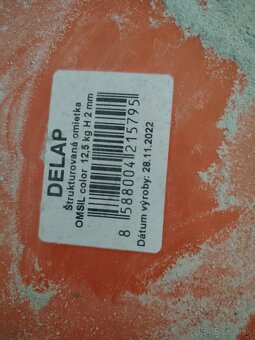 DELAP
Štrukturovaná omietka
OMSIL color 12,5 kg H 2 mm
8 588004 215795
Dátum výroby: 28.11.2022